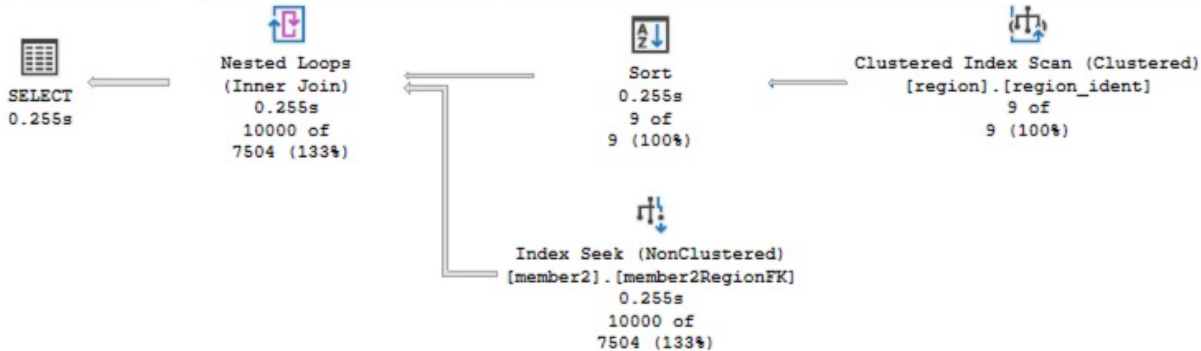 SELECT
0.255s
Nested Loops
(Inner Join)
0.255s
10000 of
7504 (133%)
A
Z
Sort
0.255s
9 of
9 (100%)
Clustered Index Scan (Clustered)
[region].[region_ident]
9 of
9 (100%)
Index Seek (NonClustered)
[member2].[member2RegionFK]
0.255s
10000 of
7504 (133%)